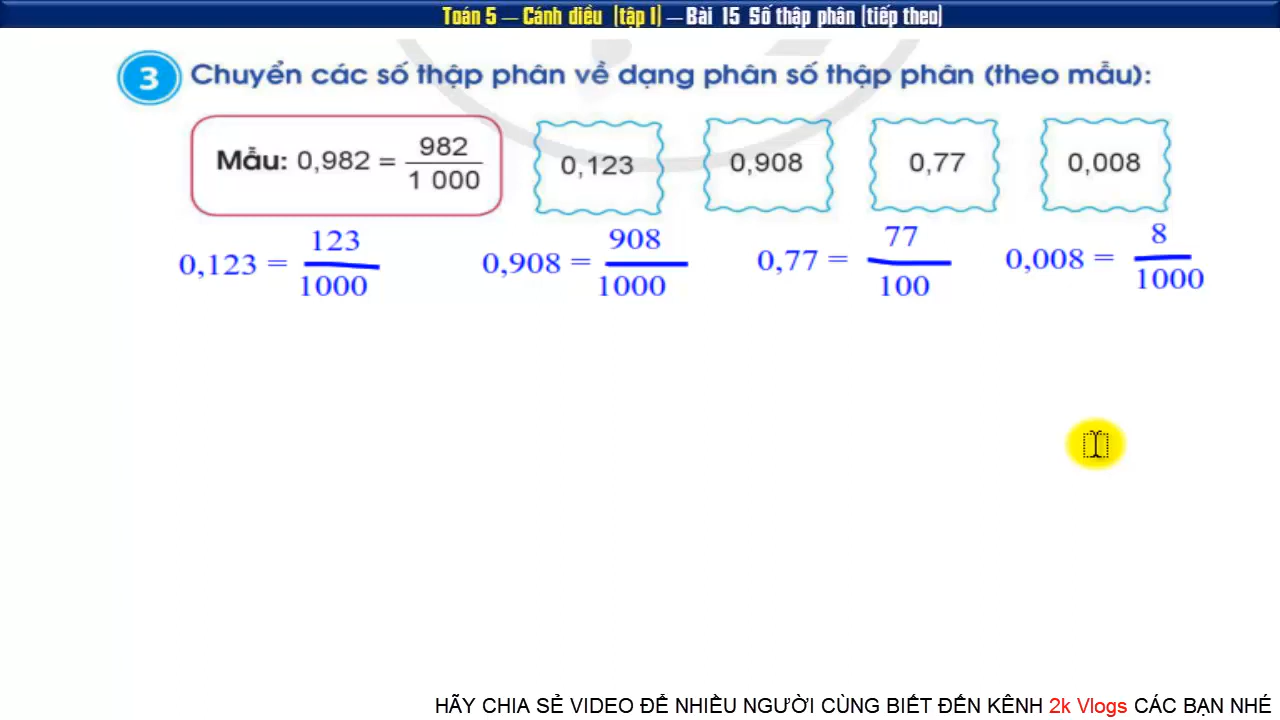 Toán 5 – Cánh diều (tập 1) – Bài 15 Số thập phân (tiếp theo)
3 Chuyển các số thập phân về dạng phân số thập phân (theo mẫu):
Mẫu: 0,982 = 982/1 000 0,123 0,908 0,77 0,008
0,123 = 123/1000 0,908 = 908/1000 0,77 = 77/100 0,008 = 8/1000
HÃY CHIA SẺ VIDEO ĐỂ NHIỀU NGƯỜI CÙNG BIẾT ĐẾN KÊNH 2k Vlogs CÁC BẠN NHÉ